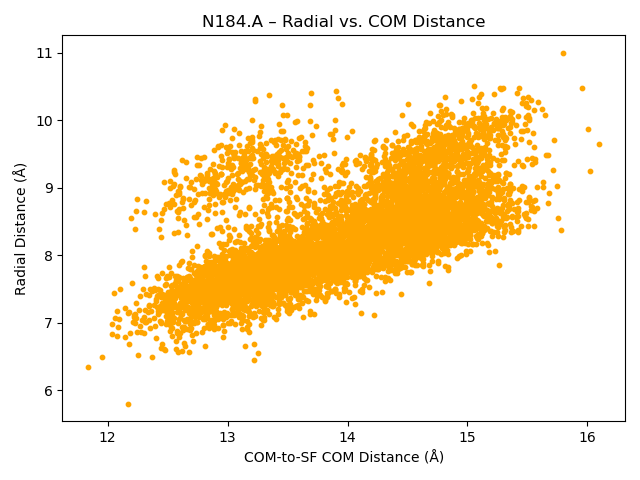 N184.A – Radial vs. COM Distance
Radial Distance (Å)
11
10
9
8
7
6
12 13 14 15 16
COM-to-SF COM Distance (Å)